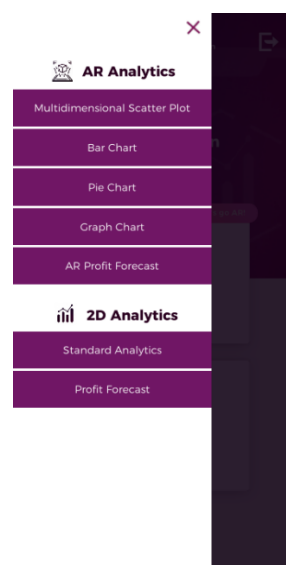 AR Analytics
Multidimensional Scatter Plot
Bar Chart
Pie Chart
Graph Chart
AR Profit Forecast
2D Analytics
Standard Analytics
Profit Forecast